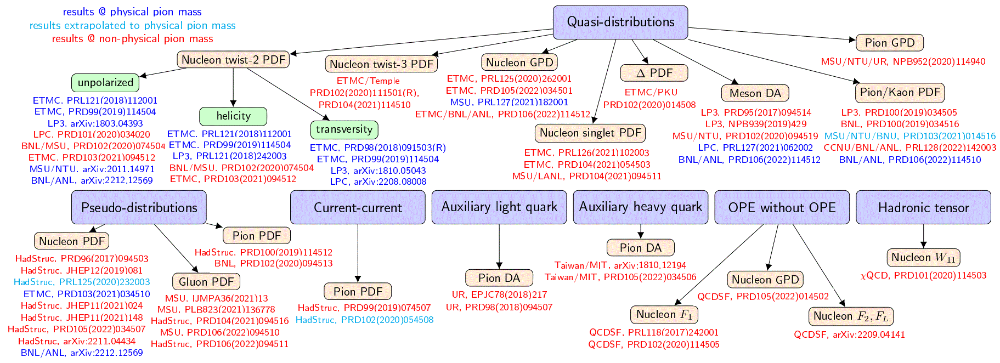 results @ physical pion mass
results extrapolated to physical pion mass
results @ non-physical pion mass
Quasi-distributions
Nucleon twist-2 PDF
unpolarized
ETMC. PRL121(2018)112001
ETMC, PRD99(2019)114504
LP3. arXiv:1803.04393
LPC, PRD101(2020)034020
BNL/MSU, PRD102(2020)074504
ETMC. PRD103(2021)094512
MSU/NTU. arXiv:2011.14971
BNL/ANL, arXiv:2212.12569
helicity
ETMC. PRL121(2018)112001
ETMC. PRD99(2019)114504
LP3, PRL121(2018)242003
BNL/MSU. PRD102(2020)074504
ETMC, PRD103(2021)094512
transversity
ETMC, PRD98(2018)091503(R)
ETMC, PRD99(2019)114504
LP3, arXiv:1810.05043
LPC, arXiv:2208.08008
Nucleon twist-3 PDF
ETMC/Temple
PRD102(2020)111501(R),
PRD104(2021)114510
Nucleon GPD
ETMC, PRL125(2020)262001
ETMC, PRD105(2022)034501
MSU, PRL127(2021)182001
ETMC/BNL/ANL, PRD106(2022)114512
Nucleon singlet PDF
ETMC, PRL126(2021)102003
ETMC, PRD104(2021)054503
MSU/LANL, PRD104(2021)094511
Δ PDF
ETMC/PKU
PRD102(2020)014508
Meson DA
LP3, PRD95(2017)094514
LP3, NPB939(2019)429
MSU/NTU, PRD102(2020)094519
LPC, PRL127(2021)062002
BNL/ANL, PRD106(2022)114512
Pion GPD
MSU/NTU/UR, NPB952(2020)114940
Pion/Kaon PDF
LP3, PRD100(2019)034505
BNL, PRD100(2019)034516
MSU/NTU/BNU, PRD103(2021)014516
CCNU/BNL/ANL, PRL128(2022)142003
BNL/ANL, PRD106(2022)114510
Pseudo-distributions
Nucleon PDF
HadStruc, PRD96(2017)094503
HadStruc, JHEP12(2019)081
HadStruc, PRL125(2020)232003
ETMC, PRD103(2021)034510
HadStruc, JHEP11(2021)024
HadStruc, JHEP11(2021)148
HadStruc, PRD105(2022)034507
HadStruc, arXiv:2211.04434
BNL/ANL, arXiv:2212.12569
Gluon PDF
MSU. IJMPA36(2021)13
MSU, PLB823(2021)136778
HadStruc, PRD104(2021)094516
MSU, PRD106(2022)094510
HadStruc, PRD106(2022)094511
Pion PDF
HadStruc. PRD100(2019)114512
BNL, PRD102(2020)094513
Current-current
Pion PDF
HadStruc, PRD99(2019)074507
HadStruc, PRD102(2020)054508
Auxiliary light quark
Pion DA
UR, EPJC78(2018)217
UR, PRD98(2018)094507
Auxiliary heavy quark
Pion DA
Taiwan/MIT, arXiv:1810.12194
Taiwan/MIT, PRD105(2022)034506
OPE without OPE
Nucleon F₁
QCDSF, PRL118(2017)242001
QCDSF, PRD102(2020)114505
Nucleon GPD
QCDSF, PRD105(2022)014502
Nucleon F₂, F_L
QCDSF, arXiv:2209.04141
Hadronic tensor
Nucleon W₁₁
χQCD, PRD101(2020)114503